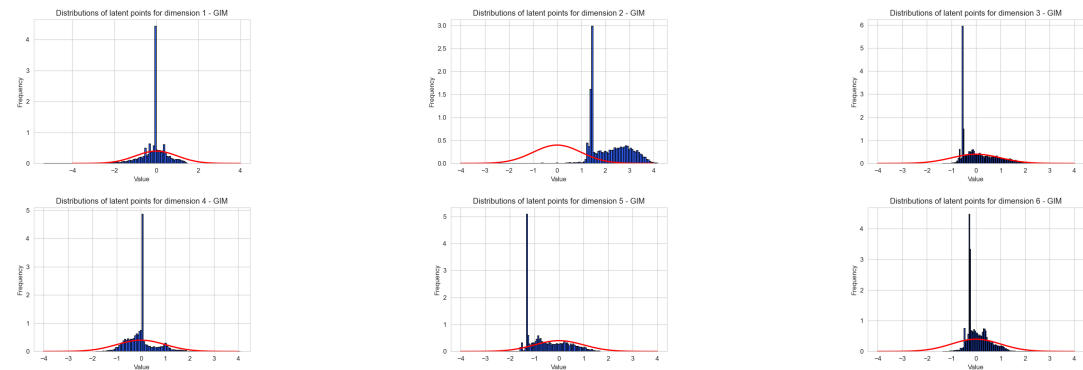 Distributions of latent points for dimension 1 - GIM
Frequency
4
3
2
1
0
−4 −2 0 2 4
Value
Distributions of latent points for dimension 2 - GIM
Frequency
3.0
2.5
2.0
1.5
1.0
0.5
0.0
−4 −3 −2 −1 0 1 2 3 4
Value
Distributions of latent points for dimension 3 - GIM
Frequency
6
5
4
3
2
1
0
−4 −3 −2 −1 0 1 2 3 4
Value
Distributions of latent points for dimension 4 - GIM
Frequency
5
4
3
2
1
0
−4 −3 −2 −1 0 1 2 3 4
Value
Distributions of latent points for dimension 5 - GIM
Frequency
5
4
3
2
1
0
−4 −3 −2 −1 0 1 2 3 4
Value
Distributions of latent points for dimension 6 - GIM
Frequency
4
3
2
1
0
−4 −3 −2 −1 0 1 2 3 4
Value